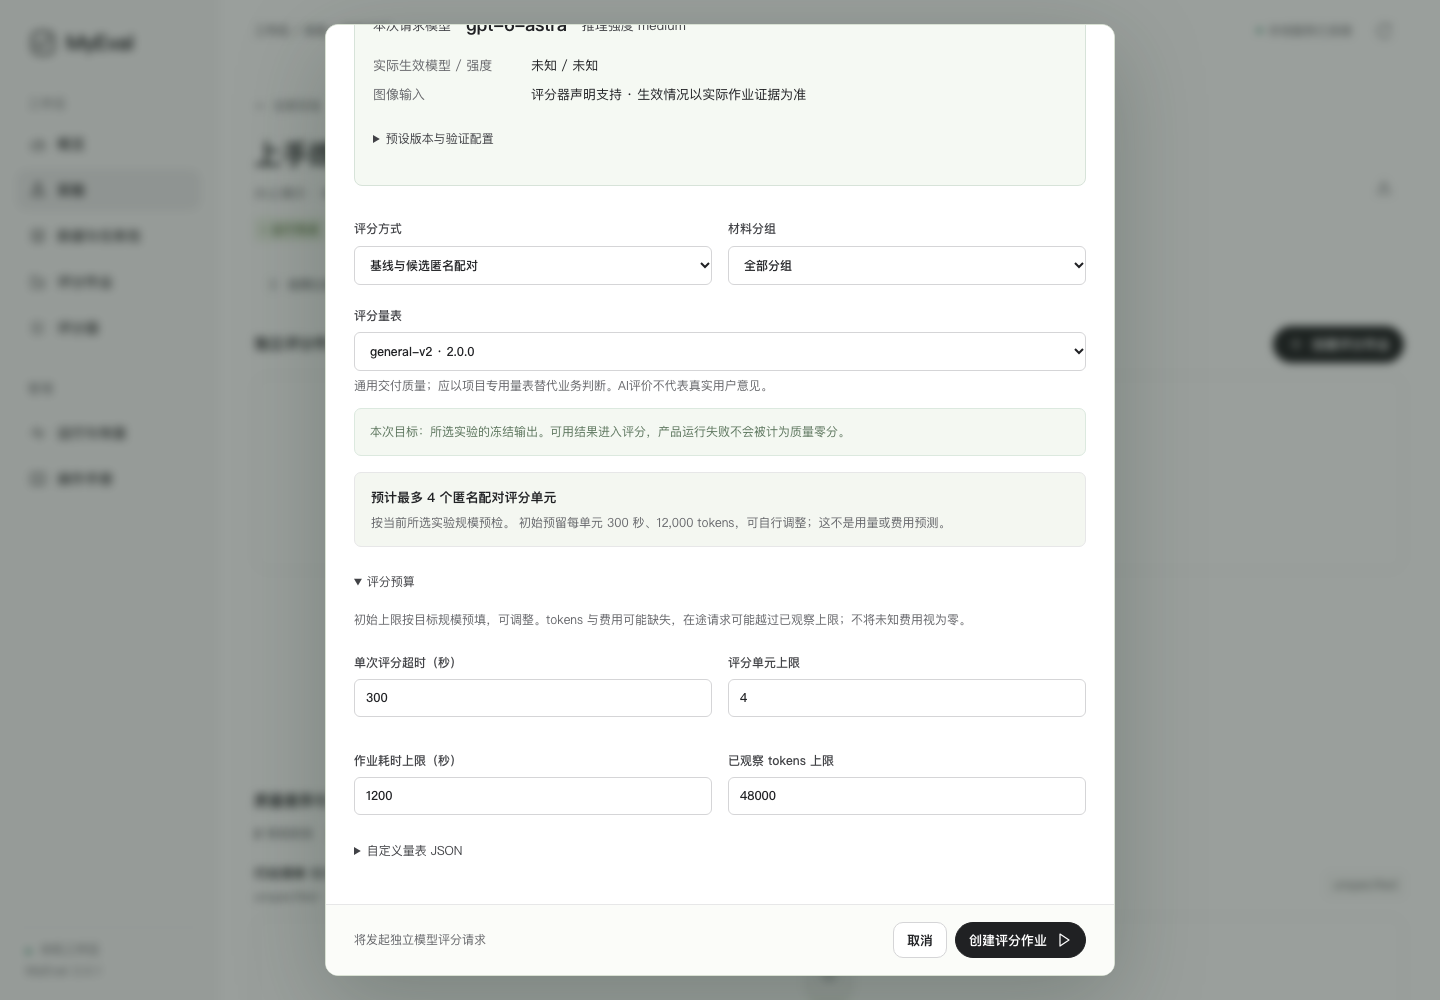 MyEval
本次请求模型 gpt-6-astra 推理强度 medium
实际生效模型 / 强度 未知 / 未知
图像输入 评分器声明支持 · 生效情况以实际作业证据为准
▶ 预设版本与验证配置
评分方式 材料分组
基线与候选匿名配对 全部分组
评分量表
general-v2 · 2.0.0
通用交付质量；应以项目专用量表替代业务判断。AI评价不代表真实用户意见。
本次目标：所选实验的冻结输出。可用结果进入评分，产品运行失败不会被计为质量零分。
预计最多 4 个匿名配对评分单元
按当前所选实验规模预检。 初始预留每单元 300 秒、12,000 tokens，可自行调整；这不是用量或费用预测。
▼ 评分预算
初始上限按目标规模预填，可调整。tokens 与费用可能缺失，在途请求可能越过已观察上限；不将未知费用视为零。
单次评分超时（秒） 评分单元上限
300 4
作业耗时上限（秒） 已观察 tokens 上限
1200 48000
▶ 自定义量表 JSON
将发起独立模型评分请求 取消 创建评分作业